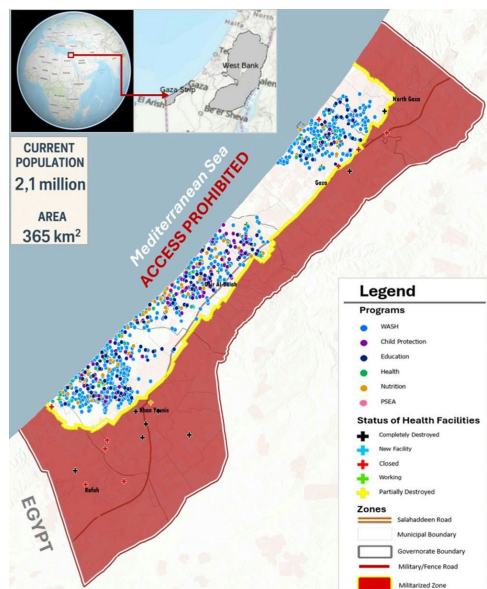 North
Haifa
West Bank
Gaza Strip
El Arish
Be'er Sheva
CURRENT
POPULATION
2,1 million
AREA
365 km²
Mediterranean Sea
ACCESS PROHIBITED
North Gaza
Gaza
Deir Al-Balah
Khan Younis
Rafah
EGYPT
Legend
Programs
WASH
Child Protection
Education
Health
Nutrition
PSEA
Status of Health Facilities
Completely Destroyed
New Facility
Closed
Working
Partially Destroyed
Zones
Salahaddeen Road
Municipal Boundary
Governorate Boundary
Military/Fence Road
Militarized Zone